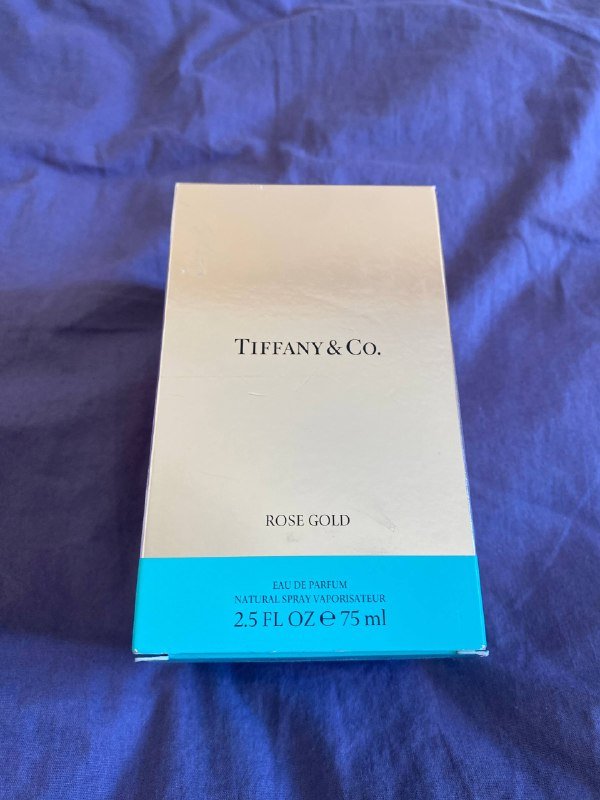 TIFFANY & CO.
ROSE GOLD
EAU DE PARFUM
NATURAL SPRAY VAPORISATEUR
2.5 FL OZ ℮ 75 ml